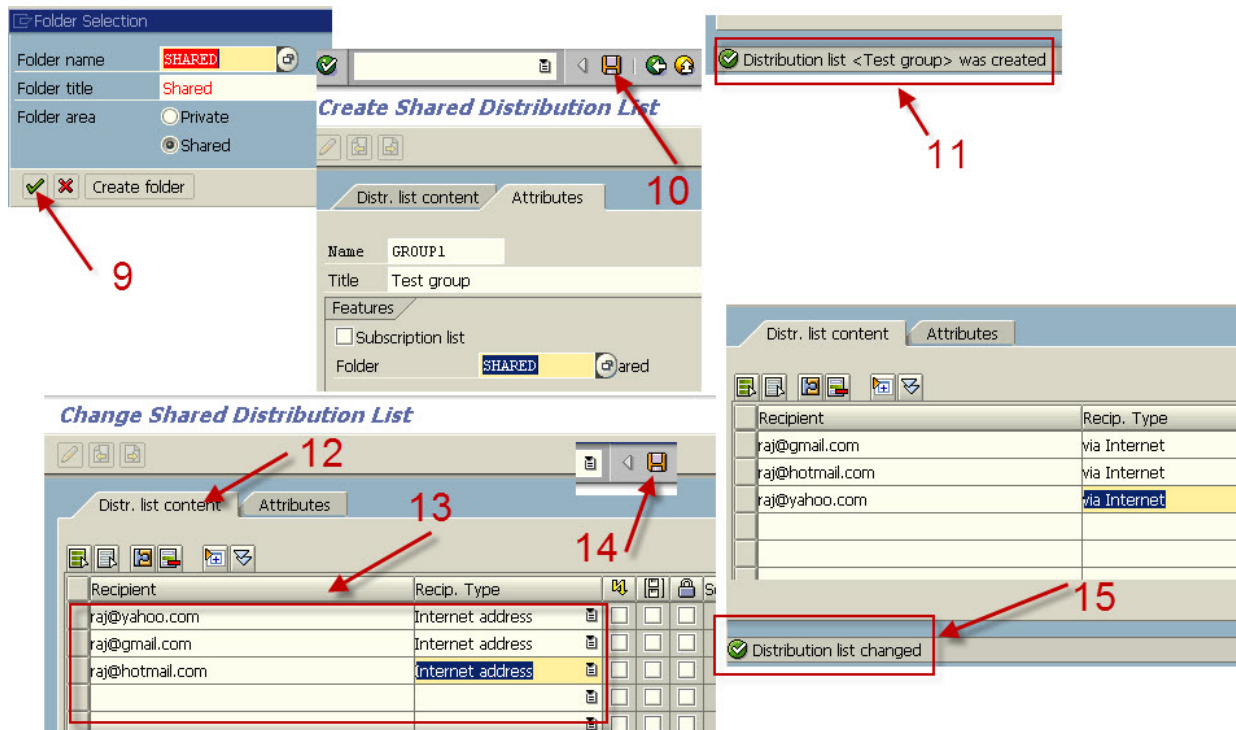 Folder Selection
Folder name SHARED
Folder title Shared
Folder area Private
Shared
Create folder
9
Create Shared Distribution List
10
Distr. list content Attributes
Name GROUP1
Title Test group
Features
Subscription list
Folder SHARED ared
Distribution list <Test group> was created
11
Change Shared Distribution List
12
Distr. list content Attributes
13
14
Recipient Recip. Type
raj@yahoo.com Internet address
raj@gmail.com Internet address
raj@hotmail.com Internet address
Distr. list content Attributes
Recipient Recip. Type
raj@gmail.com via Internet
raj@hotmail.com via Internet
raj@yahoo.com via Internet
15
Distribution list changed